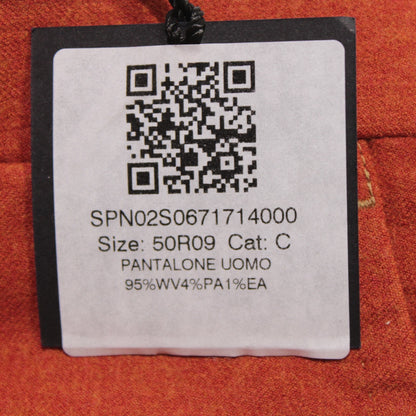 SPN02S0671714000
Size: 50R09 Cat: C
PANTALONE UOMO
95%WV4%PA1%EA